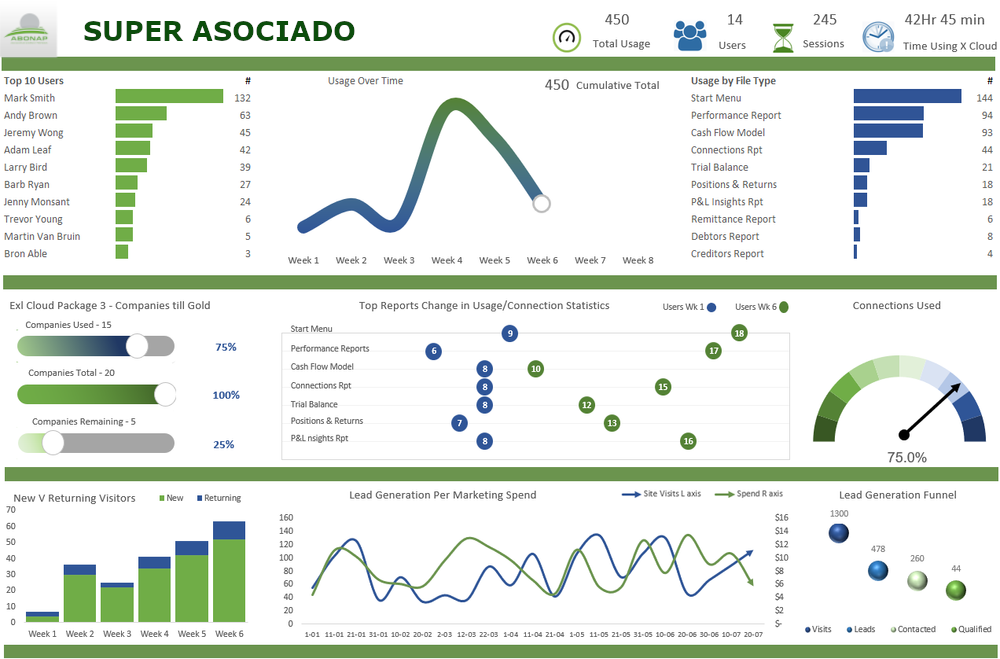 ABONAP
SUPER ASOCIADO
450
Total Usage
14
Users
245
Sessions
42Hr 45 min
Time Using X Cloud
Top 10 Users #
Mark Smith 132
Andy Brown 63
Jeremy Wong 45
Adam Leaf 42
Larry Bird 39
Barb Ryan 27
Jenny Monsant 24
Trevor Young 6
Martin Van Bruin 5
Bron Able 3
Usage Over Time
450 Cumulative Total
Week 1 Week 2 Week 3 Week 4 Week 5 Week 6 Week 7 Week 8
Usage by File Type #
Start Menu 144
Performance Report 94
Cash Flow Model 93
Connections Rpt 44
Trial Balance 21
Positions & Returns 18
P&L Insights Rpt 18
Remittance Report 6
Debtors Report 8
Creditors Report 4
Exl Cloud Package 3 - Companies till Gold
Companies Used - 15
75%
Companies Total - 20
100%
Companies Remaining - 5
25%
Top Reports Change in Usage/Connection Statistics
Users Wk 1 Users Wk 6
Start Menu 9 18
Performance Reports 6 17
Cash Flow Model 8 10
Connections Rpt 8 15
Trial Balance 8 12
Positions & Returns 7 13
P&L Nsights Rpt 8 16
Connections Used
75.0%
New V Returning Visitors
New Returning
70
60
50
40
30
20
10
0
Week 1 Week 2 Week 3 Week 4 Week 5 Week 6
Lead Generation Per Marketing Spend
Site Visits L axis Spend R axis
160 $16
140 $14
120 $12
100 $10
80 $8
60 $6
40 $4
20 $2
0 $-
1-01 11-01 21-01 31-01 10-02 20-02 2-03 12-03 22-03 1-04 11-04 21-04 1-05 11-05 21-05 31-05 10-06 20-06 30-06 10-07 20-07
Lead Generation Funnel
1300
478
260
44
Visits Leads Contacted Qualified